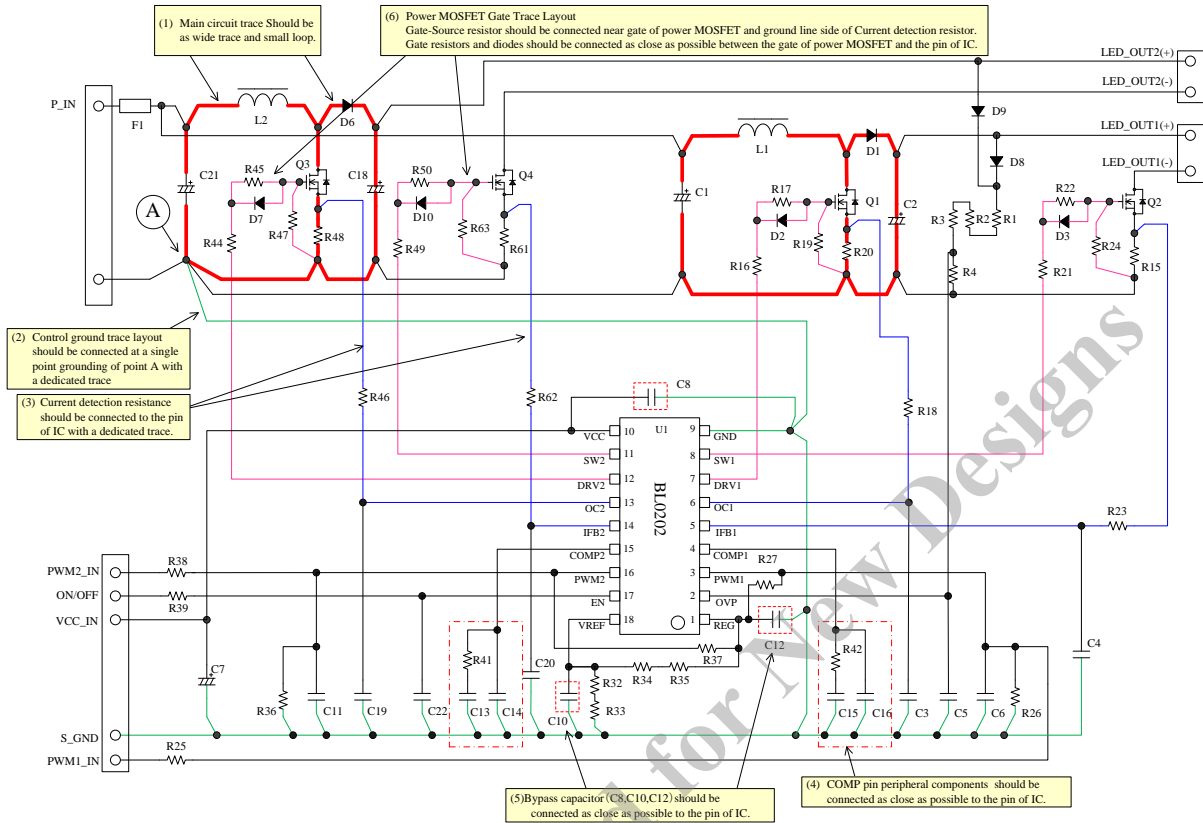 (1) Main circuit trace Should be
as wide trace and small loop.
(6) Power MOSFET Gate Trace Layout
Gate-Source resistor should be connected near gate of power MOSFET and ground line side of Current detection resistor.
Gate resistors and diodes should be connected as close as possible between the gate of power MOSFET and the pin of IC.
LED_OUT2(+)
LED_OUT2(-)
P_IN
F1
L2
D6
D9
LED_OUT1(+)
L1
D1
D8
LED_OUT1(-)
C21
R45
Q3
C18
R50
Q4
C1
R17
Q1
C2
R3
R2
R1
R22
Q2
A
D7
R47
R48
D10
R63
R61
D2
R19
R20
D3
R24
R15
R44
R49
R16
R4
R21
(2) Control ground trace layout
should be connected at a single
point grounding of point A with
a dedicated trace
(3) Current detection resistance
should be connected to the pin
of IC with a dedicated trace.
R46
R62
C8
R18
U1
BL0202
VCC 10
9 GND
SW2 11
8 SW1
DRV2 12
7 DRV1
OC2 13
6 OC1
IFB2 14
5 IFB1
COMP2 15
4 COMP1
PWM2 16
3 PWM1
EN 17
2 OVP
VREF 18
1 REG
R23
R27
PWM2_IN
R38
ON/OFF
R39
VCC_IN
C7
R36
C11
C19
C22
R41
C13
C14
C20
C10
R32
R33
R34
R35
R37
C12
R42
C15
C16
C3
C5
C6
R26
C4
S_GND
PWM1_IN
R25
(5)Bypass capacitor(C8,C10,C12)should be
connected as close as possible to the pin of IC.
(4) COMP pin peripheral components should be
connected as close as possible to the pin of IC.
d for New Designs